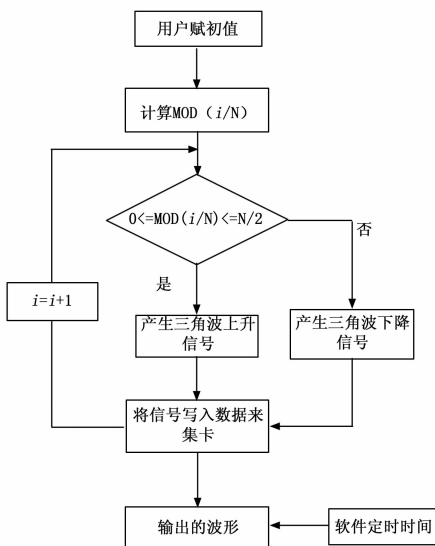 用户赋初值
计算MOD（i/N）
0<=MOD(i/N)<=N/2
否
是
i=i+1
产生三角波上升
信号
产生三角波下降
信号
将信号写入数据来
集卡
输出的波形
软件定时时间